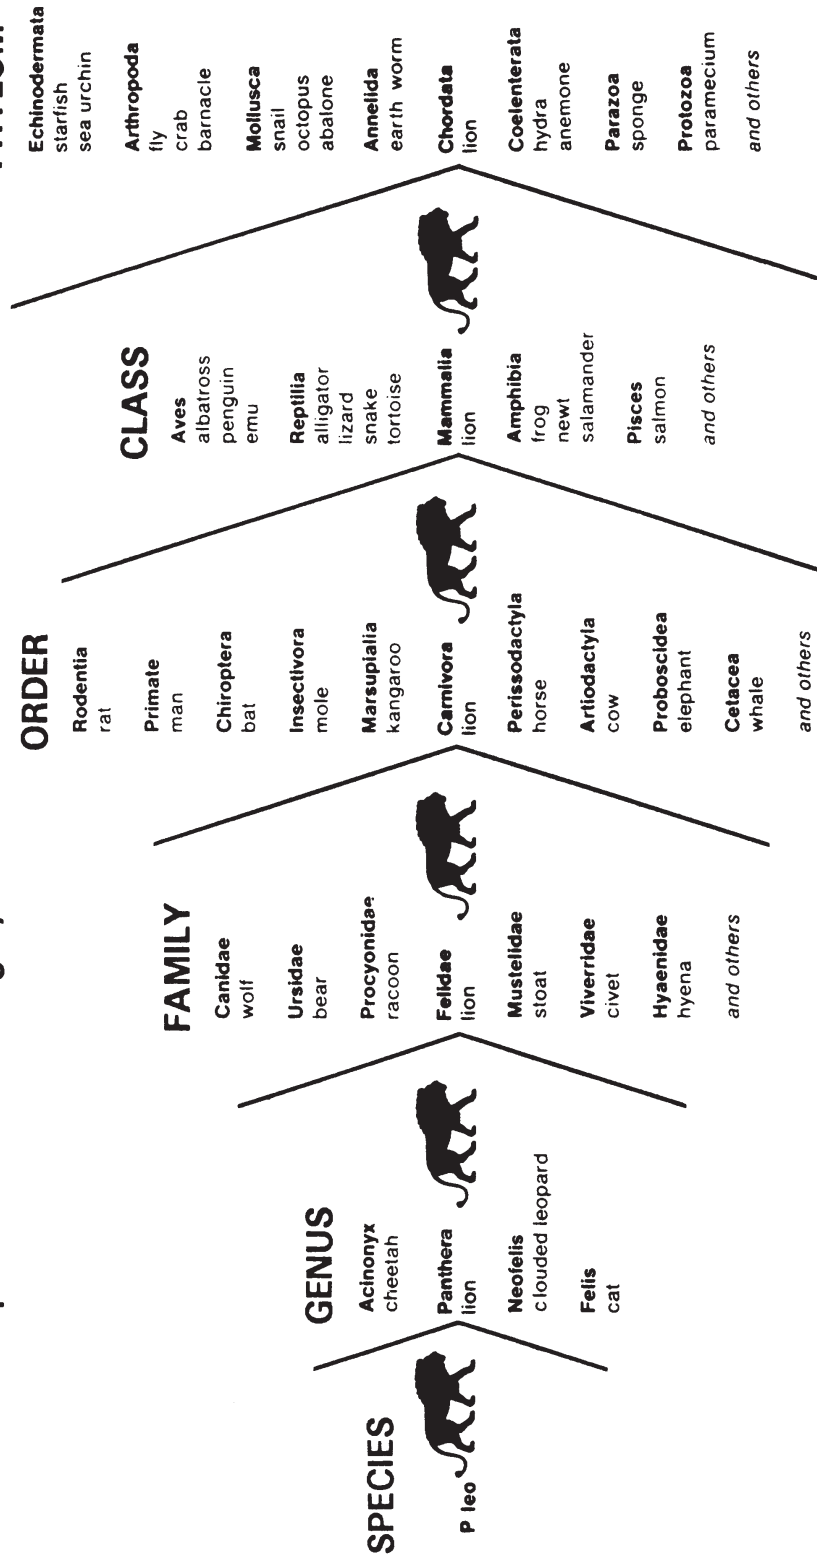 SPECIES
P leo
GENUS
Acinonyx
cheetah
Panthera
lion
Neofelis
clouded leopard
Felis
cat
FAMILY
Canidae
wolf
Ursidae
bear
Procyonidae
racoon
Felidae
lion
Mustelidae
stoat
Viverridae
civet
Hyaenidae
hyena
and others
ORDER
Rodentia
rat
Primate
man
Chiroptera
bat
Insectivora
mole
Marsupialia
kangaroo
Carnivora
lion
Perissodactyla
horse
Artiodactyla
cow
Proboscidea
elephant
Cetacea
whale
and others
CLASS
Aves
albatross
penguin
emu
Reptilia
alligator
lizard
snake
tortoise
Mammalia
lion
Amphibia
frog
newt
salamander
Pisces
salmon
and others
Echinodermata
starfish
sea urchin
Arthropoda
fly
crab
barnacle
Mollusca
snail
octopus
abalone
Annelida
earth worm
Chordata
lion
Coelenterata
hydra
anemone
Parazoa
sponge
Protozoa
paramecium
and others